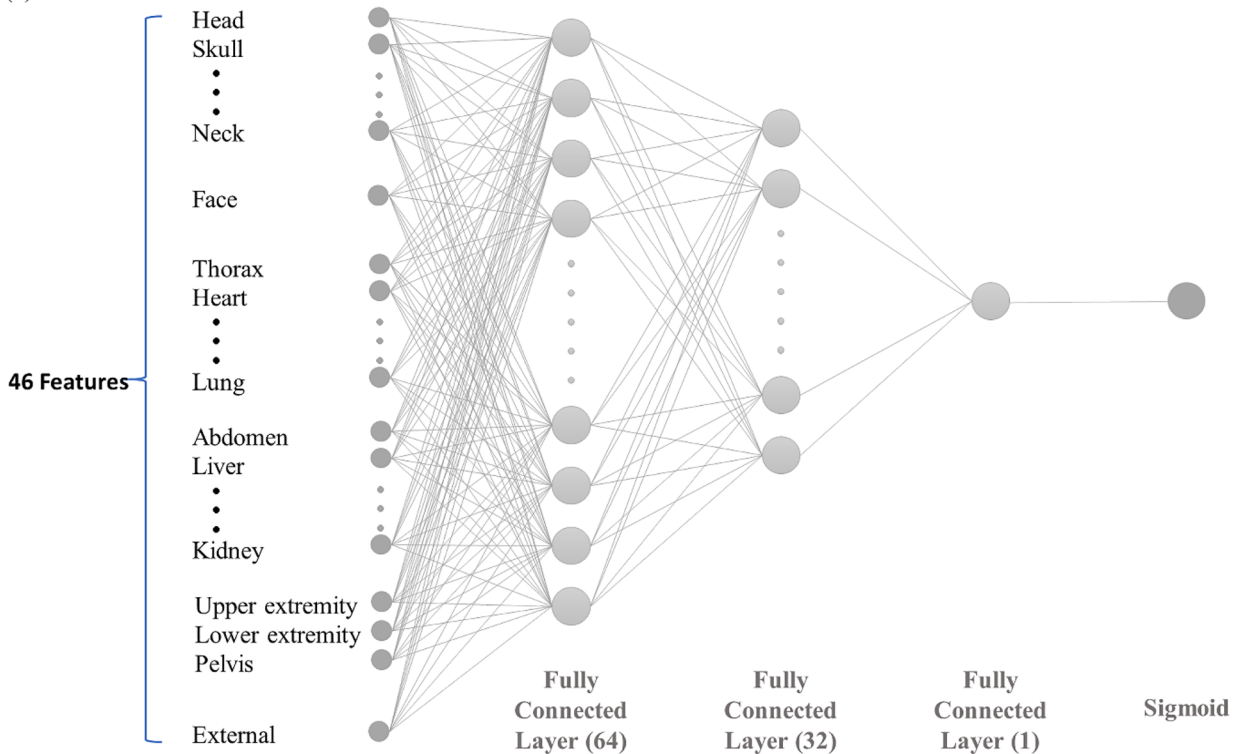 Head
Skull
Neck
Face
Thorax
Heart
46 Features
Lung
Abdomen
Liver
Kidney
Upper extremity
Lower extremity
Pelvis
External
Fully
Connected
Layer (64)
Fully
Connected
Layer (32)
Fully
Connected
Layer (1)
Sigmoid